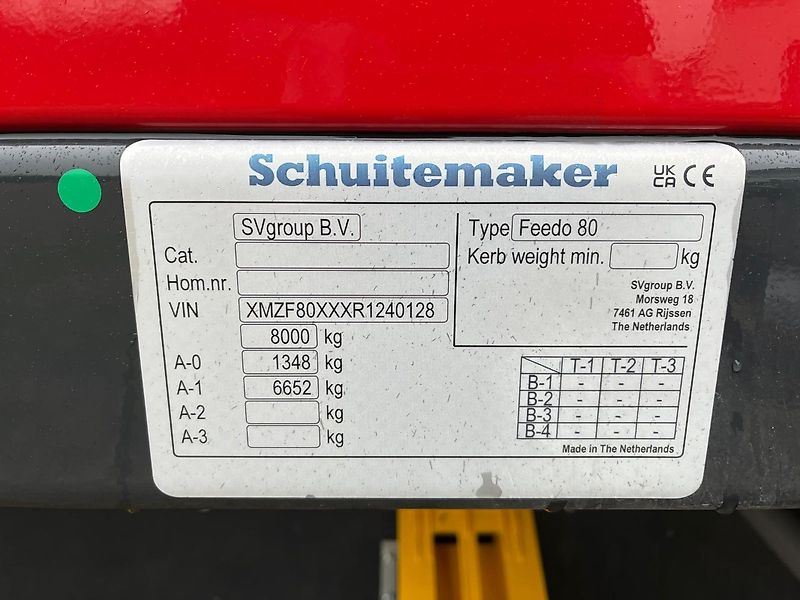 Schuitemaker UK CA CE
SVgroup B.V.
Cat.
Hom.nr.
VIN XMZF80XXXR1240128
8000 kg
A-0 1348 kg
A-1 6652 kg
A-2 kg
A-3 kg
Type Feedo 80
Kerb weight min. kg
SVgroup B.V.
Morsweg 18
7461 AG Rijssen
The Netherlands
T-1 T-2 T-3
B-1 - - -
B-2 - - -
B-3 - - -
B-4 - - -
Made in The Netherlands